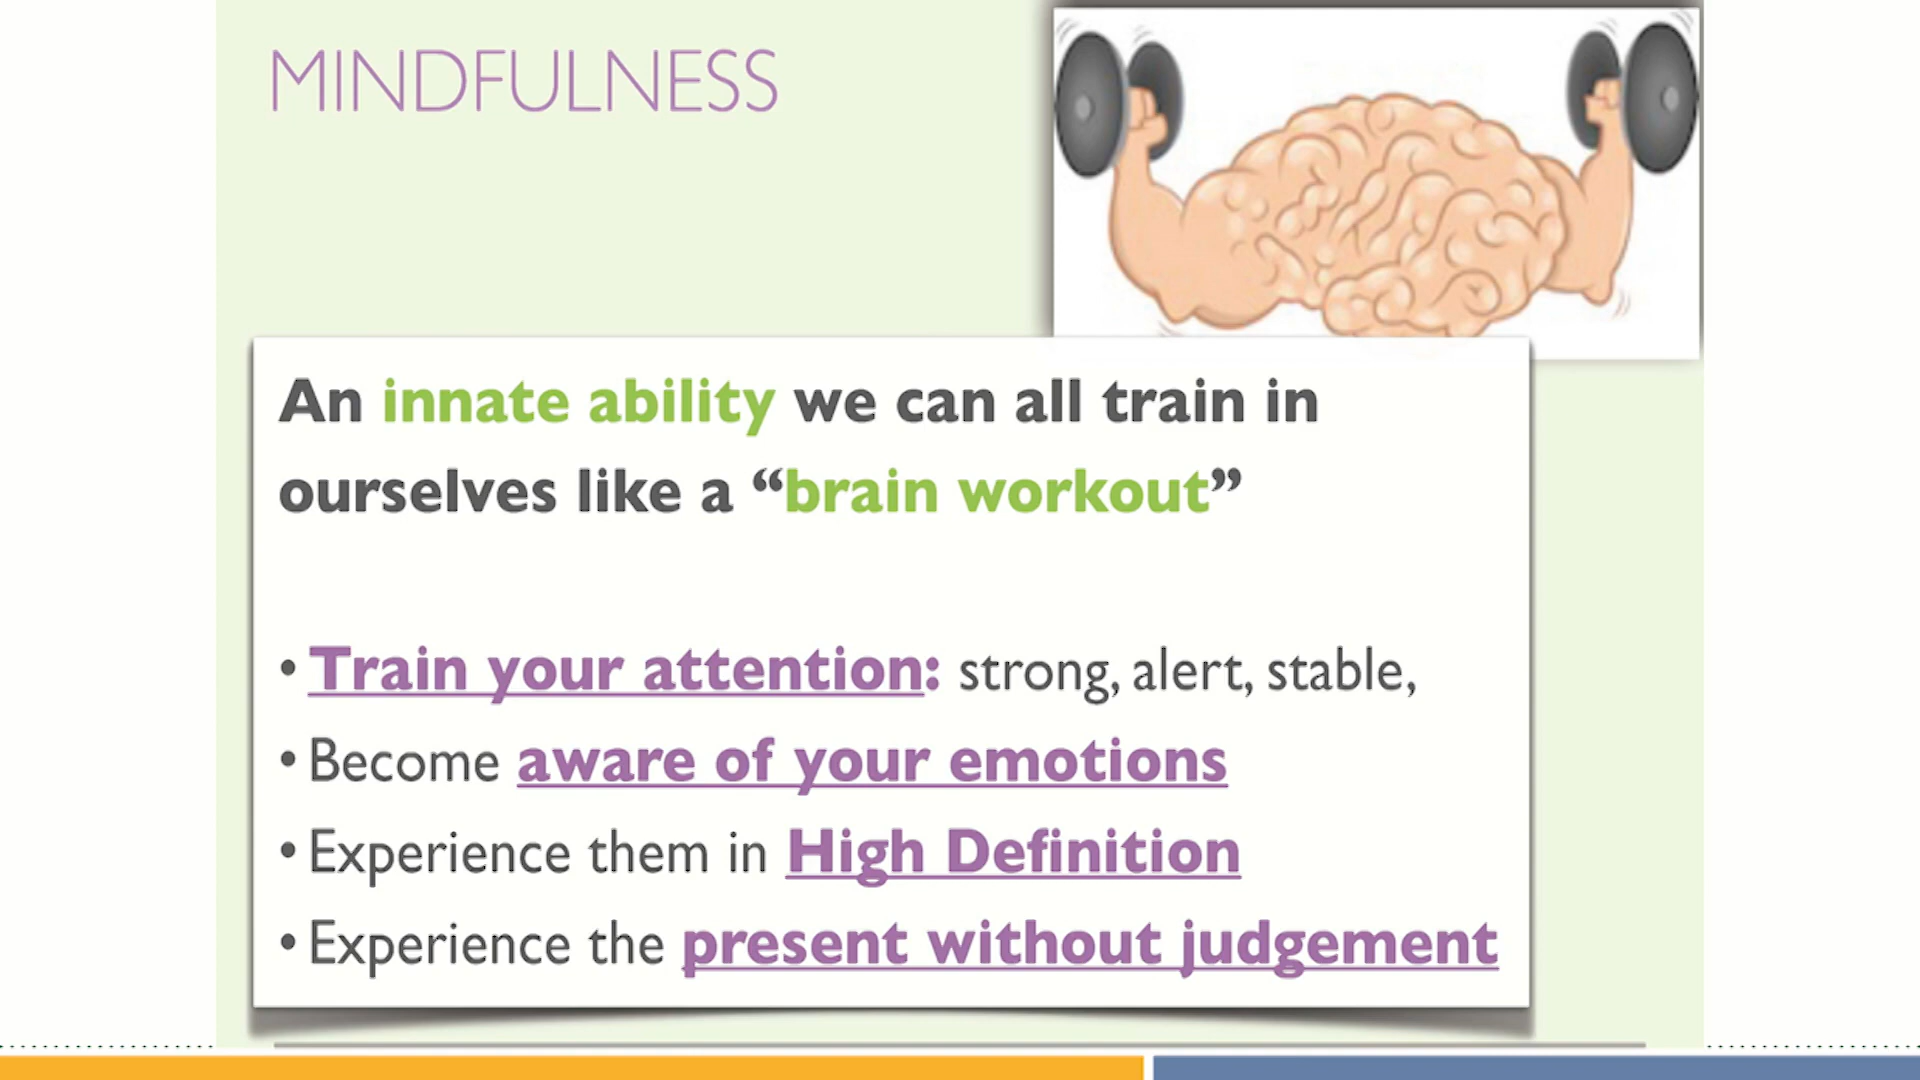 MINDFULNESS
An innate ability we can all train in
ourselves like a “brain workout”
• Train your attention: strong, alert, stable,
• Become aware of your emotions
• Experience them in High Definition
• Experience the present without judgement